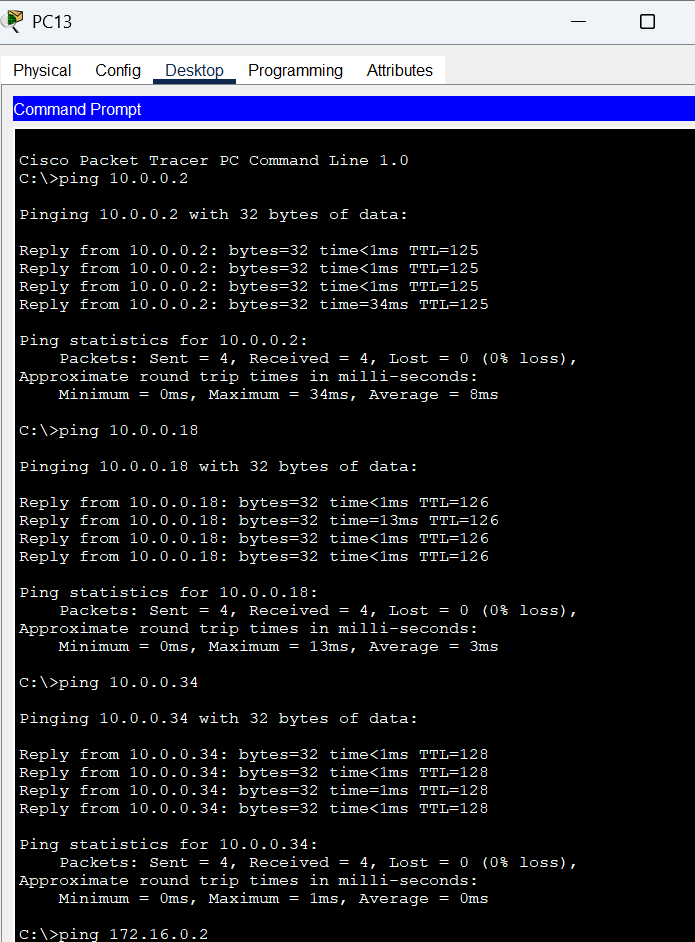 PC13
Physical Config Desktop Programming Attributes
Command Prompt
Cisco Packet Tracer PC Command Line 1.0
C:\>ping 10.0.0.2
Pinging 10.0.0.2 with 32 bytes of data:
Reply from 10.0.0.2: bytes=32 time<1ms TTL=125
Reply from 10.0.0.2: bytes=32 time<1ms TTL=125
Reply from 10.0.0.2: bytes=32 time<1ms TTL=125
Reply from 10.0.0.2: bytes=32 time=34ms TTL=125
Ping statistics for 10.0.0.2:
Packets: Sent = 4, Received = 4, Lost = 0 (0% loss),
Approximate round trip times in milli-seconds:
Minimum = 0ms, Maximum = 34ms, Average = 8ms
C:\>ping 10.0.0.18
Pinging 10.0.0.18 with 32 bytes of data:
Reply from 10.0.0.18: bytes=32 time<1ms TTL=126
Reply from 10.0.0.18: bytes=32 time=13ms TTL=126
Reply from 10.0.0.18: bytes=32 time<1ms TTL=126
Reply from 10.0.0.18: bytes=32 time<1ms TTL=126
Ping statistics for 10.0.0.18:
Packets: Sent = 4, Received = 4, Lost = 0 (0% loss),
Approximate round trip times in milli-seconds:
Minimum = 0ms, Maximum = 13ms, Average = 3ms
C:\>ping 10.0.0.34
Pinging 10.0.0.34 with 32 bytes of data:
Reply from 10.0.0.34: bytes=32 time<1ms TTL=128
Reply from 10.0.0.34: bytes=32 time<1ms TTL=128
Reply from 10.0.0.34: bytes=32 time=1ms TTL=128
Reply from 10.0.0.34: bytes=32 time<1ms TTL=128
Ping statistics for 10.0.0.34:
Packets: Sent = 4, Received = 4, Lost = 0 (0% loss),
Approximate round trip times in milli-seconds:
Minimum = 0ms, Maximum = 1ms, Average = 0ms
C:\>ping 172.16.0.2